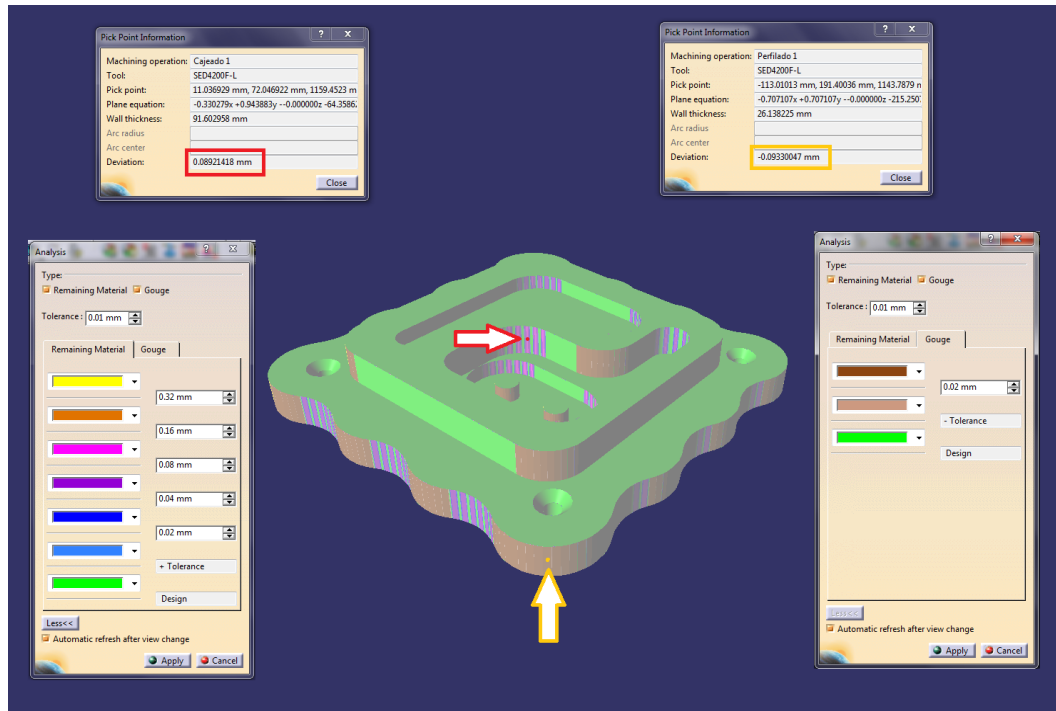 Pick Point Information
Machining operation: Cajeado 1
Tool: SED4200F-L
Pick point: 11.036929 mm, 72.046922 mm, 1159.4523 m
Plane equation: -0.330279x +0.943883y --0.000000z -64.3586
Wall thickness: 91.602958 mm
Arc radius
Arc center
Deviation: 0.08921418 mm
Close
Pick Point Information
Machining operation: Perfilado 1
Tool: SED4200F-L
Pick point: -113.01013 mm, 191.40036 mm, 1143.7879 n
Plane equation: -0.707107x +0.707107y --0.000000z -215.250
Wall thickness: 26.138225 mm
Arc radius
Arc center
Deviation: -0.09330047 mm
Close
Analysis
Type:
Remaining Material Gouge
Tolerance : 0.01 mm
Remaining Material Gouge
0.32 mm
0.16 mm
0.08 mm
0.04 mm
0.02 mm
+ Tolerance
Design
Less<<
Automatic refresh after view change
Apply Cancel
Analysis
Type:
Remaining Material Gouge
Tolerance : 0.01 mm
Remaining Material Gouge
0.02 mm
- Tolerance
Design
Less<<
Automatic refresh after view change
Apply Cancel